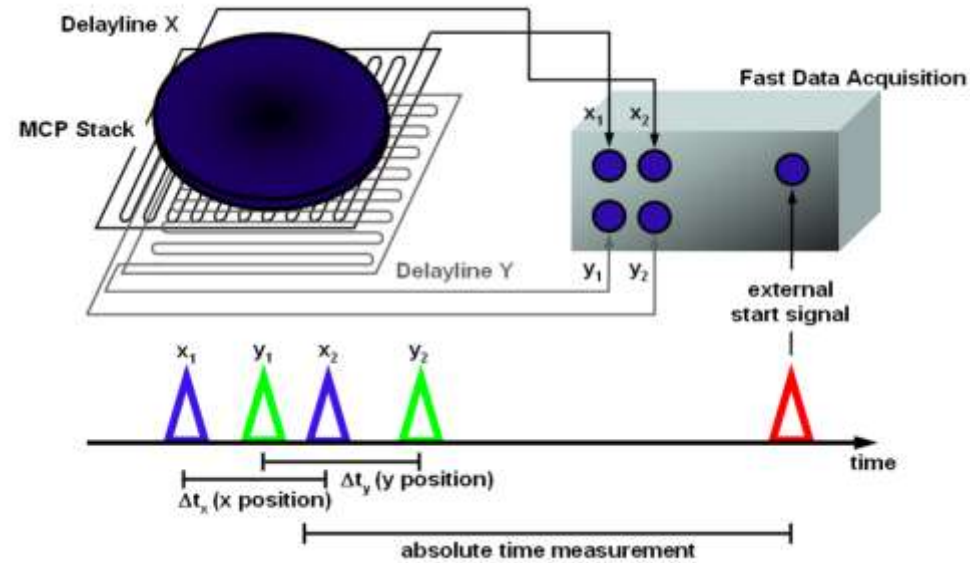 Delayline X
Fast Data Acquisition
MCP Stack
x₁ x₂
Delayline Y
y₁ y₂
external
start signal
x₁ y₁ x₂ y₂
time
Δtᵧ (y position)
Δtₓ (x position)
absolute time measurement